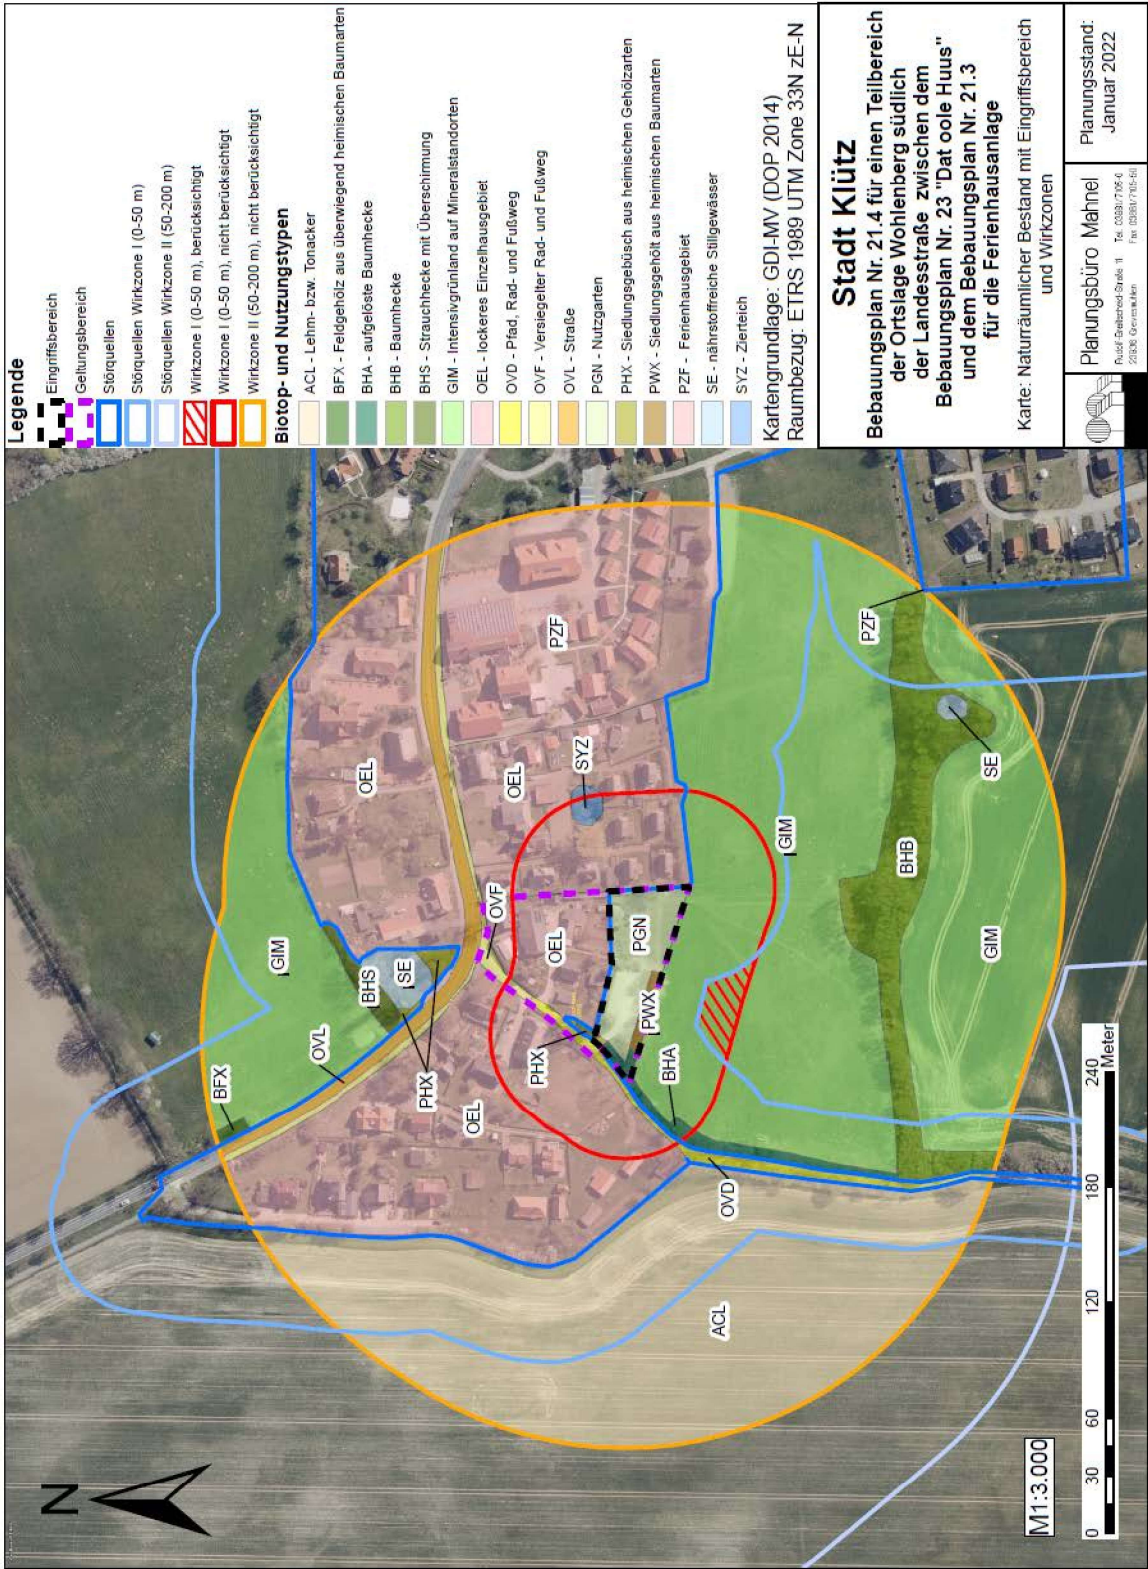 Legende
Eingriffsbereich
Geltungsbereich
Störquellen
Störquellen Wirkzone I (0-50 m)
Störquellen Wirkzone II (50-200 m)
Wirkzone I (0-50 m), berücksichtigt
Wirkzone I (0-50 m), nicht berücksichtigt
Wirkzone II (50-200 m), nicht berücksichtigt
Biotop- und Nutzungstypen
ACL - Lehm- bzw. Tonacker
BFX - Feldgehölz aus überwiegend heimischen Baumarten
BHA - aufgelöste Baumhecke
BHB - Baumhecke
BHS - Strauchhecke mit Überschirmung
GIM - Intensivgrünland auf Mineralstandorten
OEL - lockeres Einzelhausgebiet
OVD - Pfad, Rad- und Fußweg
OVF - Versiegelter Rad- und Fußweg
OVL - Straße
PGN - Nutzgarten
PHX - Siedlungsgebüsch aus heimischen Gehölzarten
PWX - Siedlungsgehölt aus heimischen Baumarten
PZF - Ferienhausgebiet
SE - nährstoffreiche Stillgewässer
SYZ - Zierteich
Kartengrundlage: GDI-MV (DOP 2014)
Raumbezug: ETRS 1989 UTM Zone 33N zE-N
Stadt Klütz
Bebauungsplan Nr. 21.4 für einen Teilbereich
der Ortslage Wohlenberg südlich
der Landesstraße zwischen dem
Bebauungsplan Nr. 23 "Dat oole Huus"
und dem Bebauungsplan Nr. 21.3
für die Ferienhausanlage
Karte: Naturräumlicher Bestand mit Eingriffsbereich
und Wirkzonen
Planungsbüro Mahnel
Planungsstand:
Januar 2022
N
BFX
OVL
GIM
BHS
SE
PHX
OEL
OEL
OVF
OEL
OEL
PZF
SYZ
PHX
PGN
PWX
BHA
OVD
ACL
GIM
PZF
BHB
SE
GIM
M1:3.000
0 30 60 120 180 240
Meter